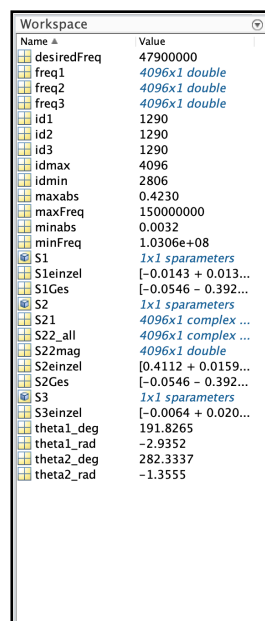 Workspace
Name Value
desiredFreq 47900000
freq1 4096x1 double
freq2 4096x1 double
freq3 4096x1 double
id1 1290
id2 1290
id3 1290
idmax 4096
idmin 2806
maxabs 0.4230
maxFreq 150000000
minabs 0.0032
minFreq 1.0306e+08
S1 1x1 sparameters
S1einzel [-0.0143 + 0.013...
S1Ges [-0.0546 - 0.392...
S2 1x1 sparameters
S21 4096x1 complex ...
S22_all 4096x1 complex ...
S22mag 4096x1 double
S2einzel [0.4112 + 0.0159...
S2Ges [-0.0546 - 0.392...
S3 1x1 sparameters
S3einzel [-0.0064 + 0.020...
theta1_deg 191.8265
theta1_rad -2.9352
theta2_deg 282.3337
theta2_rad -1.3555